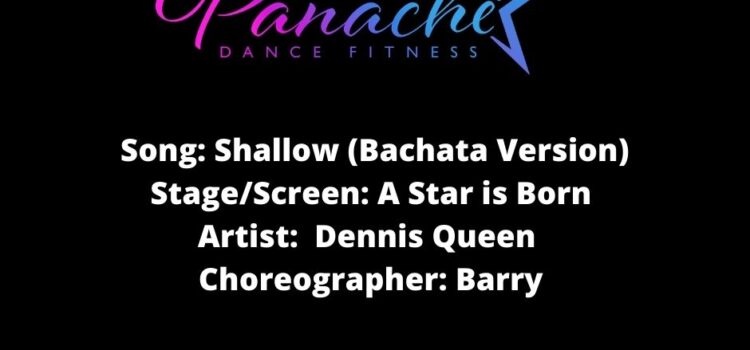 Panache
DANCE FITNESS
Song: Shallow (Bachata Version)
Stage/Screen: A Star is Born
Artist:  Dennis Queen
Choreographer: Barry